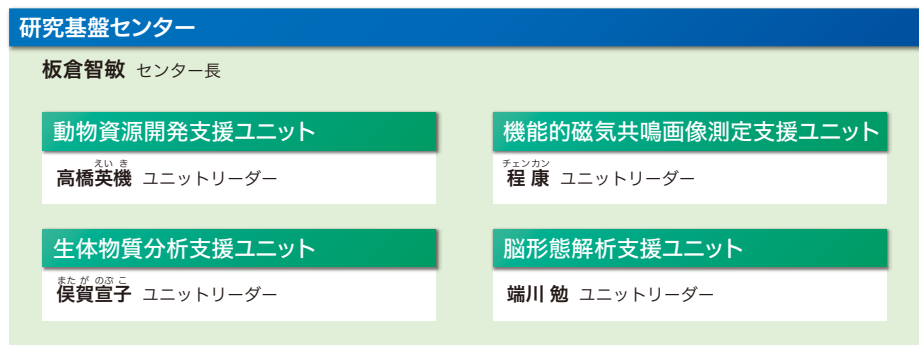 研究基盤センター
板倉智敏 センター長
動物資源開発支援ユニット
えい き
高橋英機 ユニットリーダー
機能的磁気共鳴画像測定支援ユニット
チェンカン
程 康 ユニットリーダー
生体物質分析支援ユニット
また が のぶ こ
俣賀宣子 ユニットリーダー
脳形態解析支援ユニット
端川 勉 ユニットリーダー